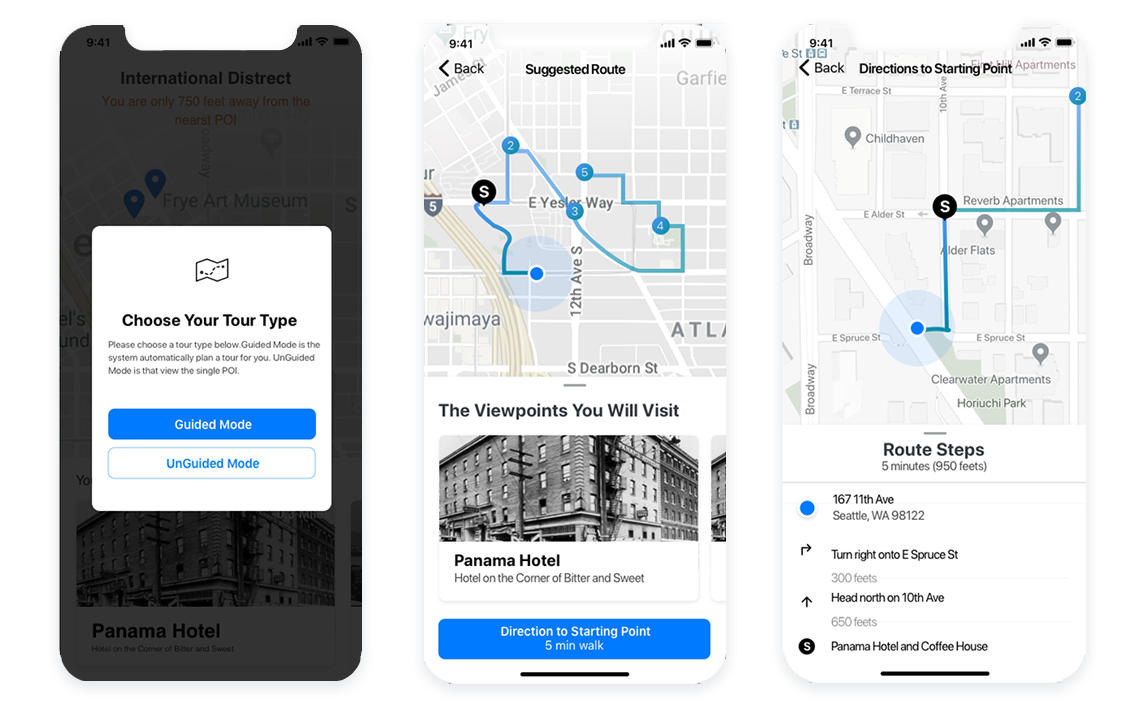 9:41
International Distrect
You are only 750 feet away from the
nearst POI
Broadway
Frye Art Museum
S
Choose Your Tour Type
Please choose a tour type below.Guided Mode is the
system automatically plan a tour for you. UnGuided
Mode is that view the single POI.
Guided Mode
UnGuided Mode
Panama Hotel
Hotel on the Corner of Bitter and Sweet
9:41
Fry
Back
Suggested Route
James St
Garfie
2
5
S
E Yesler Way
3
5
4
12th Ave S
wajimaya
ATLA
S Dearborn St
The Viewpoints You Will Visit
Panama Hotel
Hotel on the Corner of Bitter and Sweet
Direction to Starting Point
5 min walk
9:41
Back
Directions to Starting Point
First Hill Apartments
10th Ave
E Terrace St
2
Childhaven
S
Reverb Apartments
E Alder St
Alder Flats
Broadway
E Spruce St
E Spruce St
Clearwater Apartments
Broadway
Horiuchi Park
Route Steps
5 minutes (950 feets)
167 11th Ave
Seattle, WA 98122
Turn right onto E Spruce St
300 feets
Head north on 10th Ave
650 feets
S
Panama Hotel and Coffee House